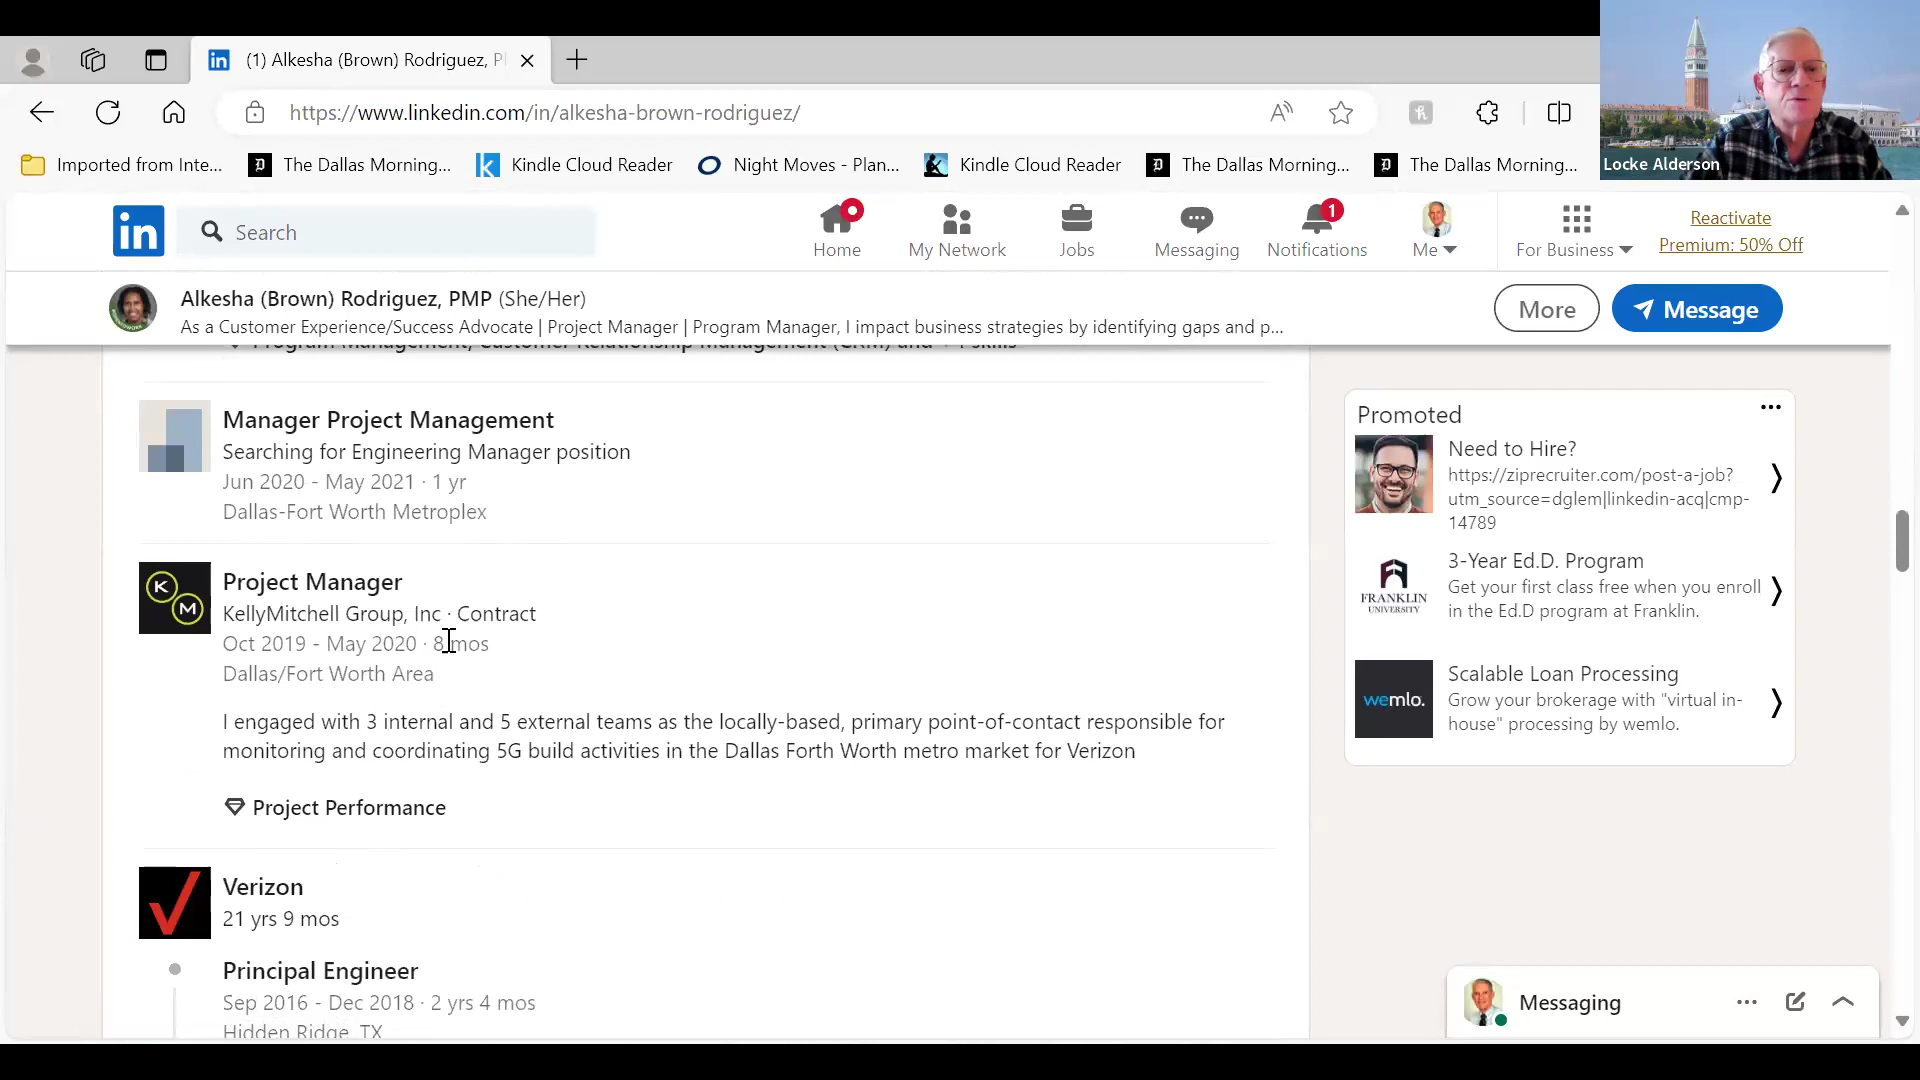 (1) Alkesha (Brown) Rodriguez, P
https://www.linkedin.com/in/alkesha-brown-rodriguez/
Imported from Inte...
The Dallas Morning...
Kindle Cloud Reader
Night Moves - Plan...
Kindle Cloud Reader
The Dallas Morning...
The Dallas Morning...
Locke Alderson
in
Search
Home
My Network
Jobs
Messaging
1
Notifications
Me
For Business
Reactivate
Premium: 50% Off
Alkesha (Brown) Rodriguez, PMP (She/Her)
As a Customer Experience/Success Advocate | Project Manager | Program Manager, I impact business strategies by identifying gaps and p...
More
Message
Program Management, Customer Relationship Management (CRM) and
Manager Project Management
Searching for Engineering Manager position
Jun 2020 - May 2021 · 1 yr
Dallas-Fort Worth Metroplex
K M
Project Manager
KellyMitchell Group, Inc · Contract
Oct 2019 - May 2020 · 8 mos
Dallas/Fort Worth Area
I engaged with 3 internal and 5 external teams as the locally-based, primary point-of-contact responsible for
monitoring and coordinating 5G build activities in the Dallas Forth Worth metro market for Verizon
Project Performance
Verizon
21 yrs 9 mos
Principal Engineer
Sep 2016 - Dec 2018 · 2 yrs 4 mos
Hidden Ridge, TX
Promoted
Need to Hire?
https://ziprecruiter.com/post-a-job?
utm_source=dglem|linkedin-acq|cmp-
14789
FRANKLIN
UNIVERSITY
3-Year Ed.D. Program
Get your first class free when you enroll
in the Ed.D program at Franklin.
wemlo.
Scalable Loan Processing
Grow your brokerage with "virtual in-
house" processing by wemlo.
Messaging